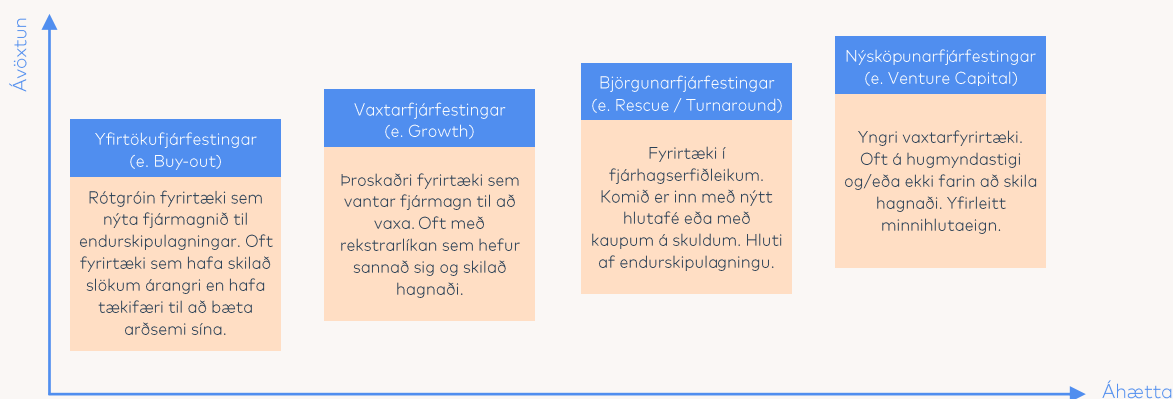 Ávöxtun
Yfirtökufjárfestingar
(e. Buy-out)
Rótgróin fyrirtæki sem
nýta fjármagnið til
endurskipulagningar. Oft
fyrirtæki sem hafa skilað
slökum árangri en hafa
tækifæri til að bæta
arðsemi sína.
Vaxtarfjárfestingar
(e. Growth)
Þroskaðri fyrirtæki sem
vantar fjármagn til að
vaxa. Oft með
rekstrarlíkan sem hefur
sannað sig og skilað
hagnaði.
Björgunarfjárfestingar
(e. Rescue / Turnaround)
Fyrirtæki í
fjárhagserfiðleikum.
Komið er inn með nýtt
hlutafé eða með
kaupum á skuldum. Hluti
af endurskipulagningu.
Nýsköpunarfjárfestingar
(e. Venture Capital)
Yngri vaxtarfyrirtæki.
Oft á hugmyndastigi
og/eða ekki farin að skila
hagnaði. Yfirleitt
minnihlutaeign.
Áhætta